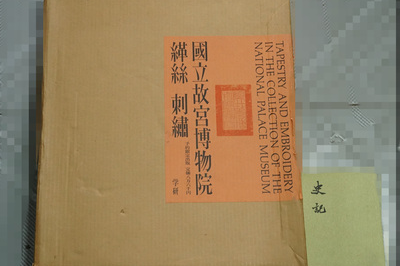 國立故宮博物院
緙絲 刺繡
学研
TAPESTRY AND EMBROIDERY
IN THE COLLECTION OF THE
NATIONAL PALACE MUSEUM
史記